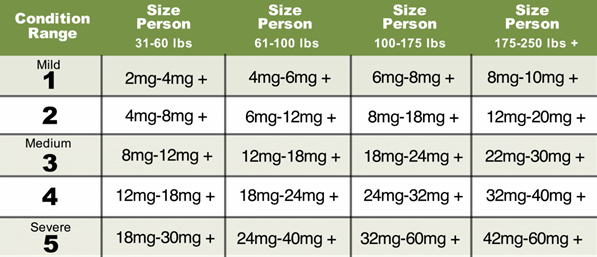 Condition Range
Size Person 31-60 lbs
Size Person 61-100 lbs
Size Person 100-175 lbs
Size Person 175-250 lbs +
Mild 1
2mg-4mg +
4mg-6mg +
6mg-8mg +
8mg-10mg +
2
4mg-8mg +
6mg-12mg +
8mg-18mg +
12mg-20mg +
Medium 3
8mg-12mg +
12mg-18mg +
18mg-24mg +
22mg-30mg +
4
12mg-18mg +
18mg-24mg +
24mg-32mg +
32mg-40mg +
Severe 5
18mg-30mg +
24mg-40mg +
32mg-60mg +
42mg-60mg +